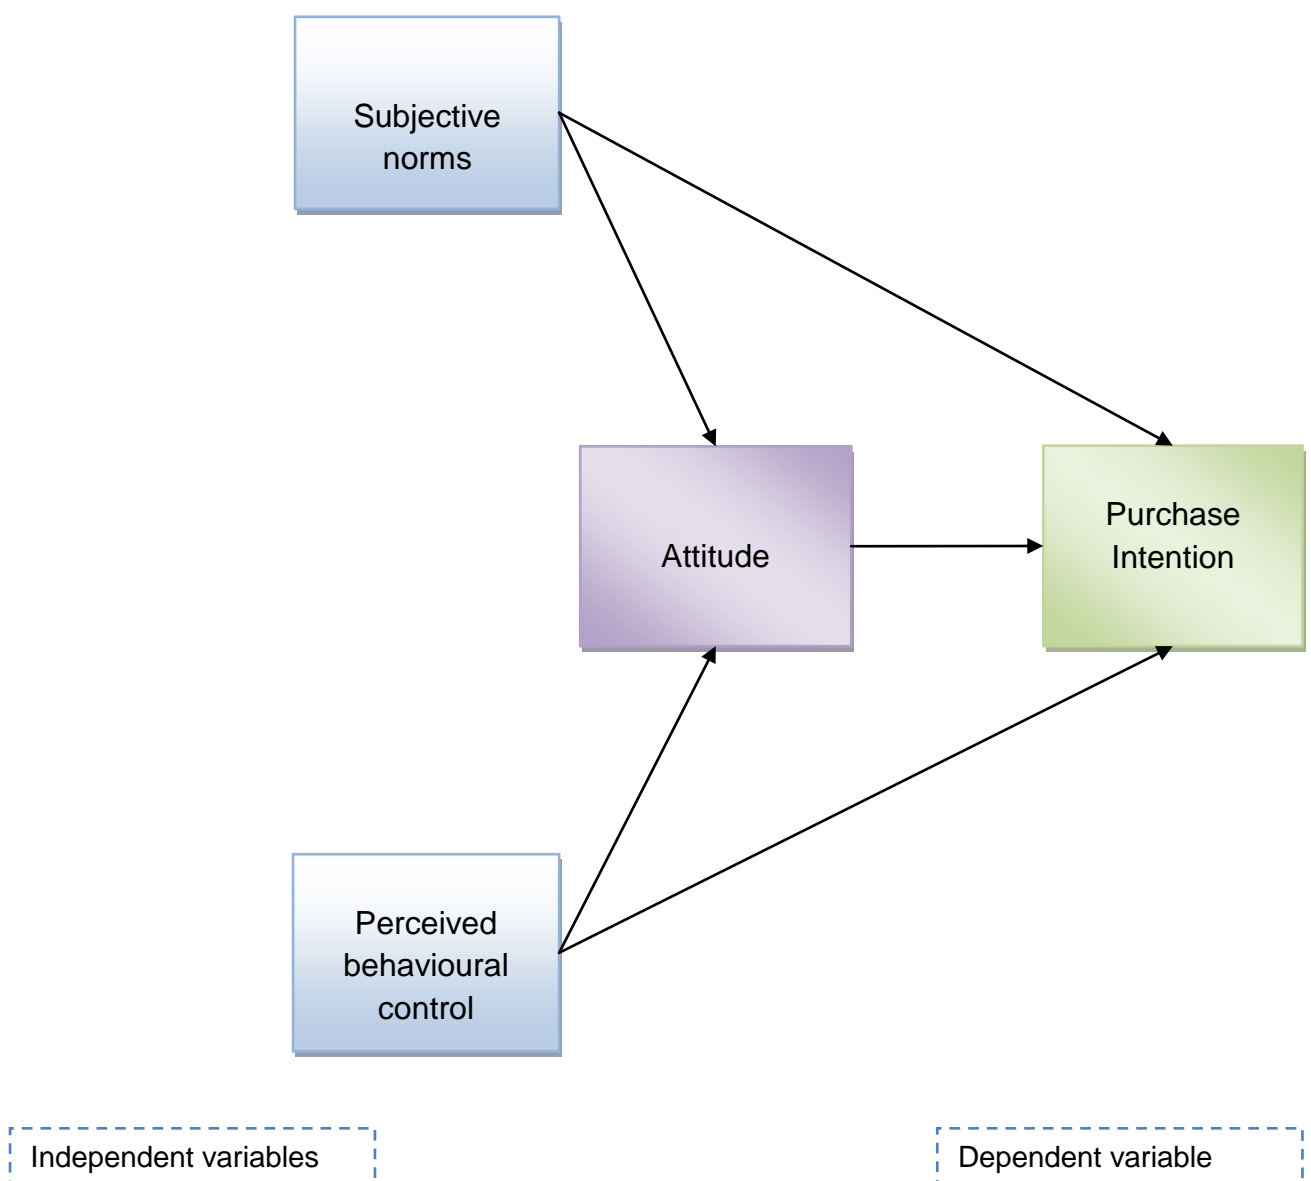 Subjective
norms
Attitude
Purchase
Intention
Perceived
behavioural
control
Independent variables
Dependent variable